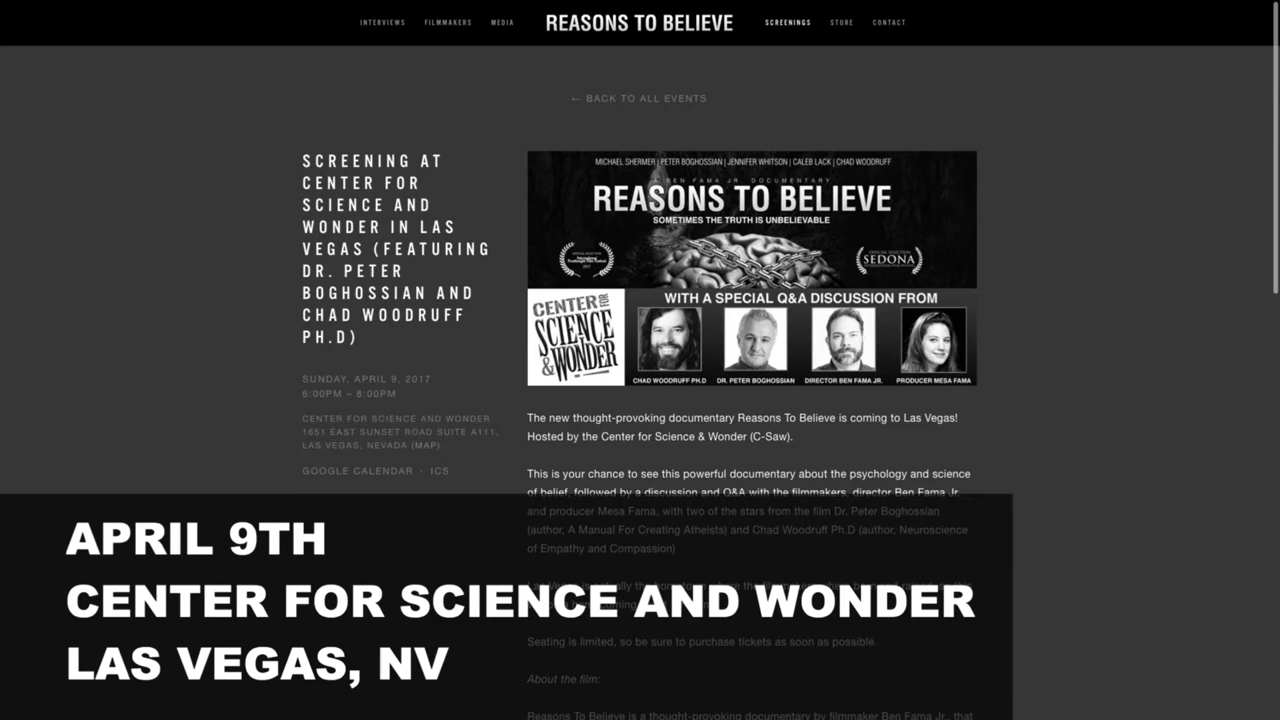 INTERVIEWS FILMMAKERS MEDIA REASONS TO BELIEVE SCREENINGS STORE CONTACT
← BACK TO ALL EVENTS
SCREENING AT
CENTER FOR
SCIENCE AND
WONDER IN LAS
VEGAS (FEATURING
DR. PETER
BOGHOSSIAN AND
CHAD WOODRUFF
PH.D)
SUNDAY, APRIL 9, 2017
6:00PM – 8:00PM
CENTER FOR SCIENCE AND WONDER
1651 EAST SUNSET ROAD SUITE A111,
LAS VEGAS, NEVADA (MAP)
GOOGLE CALENDAR · ICS
MICHAEL SHERMER | PETER BOGHOSSIAN | JENNIFER WHITSON | CALEB LACK | CHAD WOODRUFF
A BEN FAMA JR. DOCUMENTARY
REASONS TO BELIEVE
SOMETIMES THE TRUTH IS UNBELIEVABLE
OFFICIAL SELECTION
2017
OFFICIAL SELECTION
SEDONA
CENTER FOR
SCIENCE
& WONDER
WITH A SPECIAL Q&A DISCUSSION FROM
CHAD WOODRUFF PH.D DR. PETER BOGHOSSIAN DIRECTOR BEN FAMA JR. PRODUCER MESA FAMA
The new thought-provoking documentary Reasons To Believe is coming to Las Vegas!
Hosted by the Center for Science & Wonder (C-Saw).
This is your chance to see this powerful documentary about the psychology and science
of belief, followed by a discussion and Q&A with the filmmakers, director Ben Fama Jr.
and producer Mesa Fama, with two of the stars from the film Dr. Peter Boghossian
(author, A Manual For Creating Atheists) and Chad Woodruff Ph.D (author, Neuroscience
of Empathy and Compassion)
Seating is limited, so be sure to purchase tickets as soon as possible.
About the film:
Reasons To Believe is a thought-provoking documentary by filmmaker Ben Fama Jr., that
APRIL 9TH
CENTER FOR SCIENCE AND WONDER
LAS VEGAS, NV